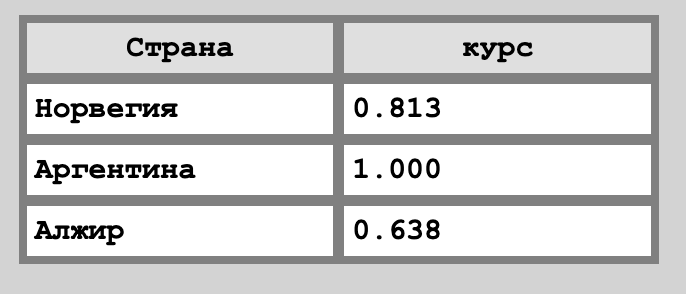 Страна курс
Норвегия 0.813
Аргентина 1.000
Алжир 0.638